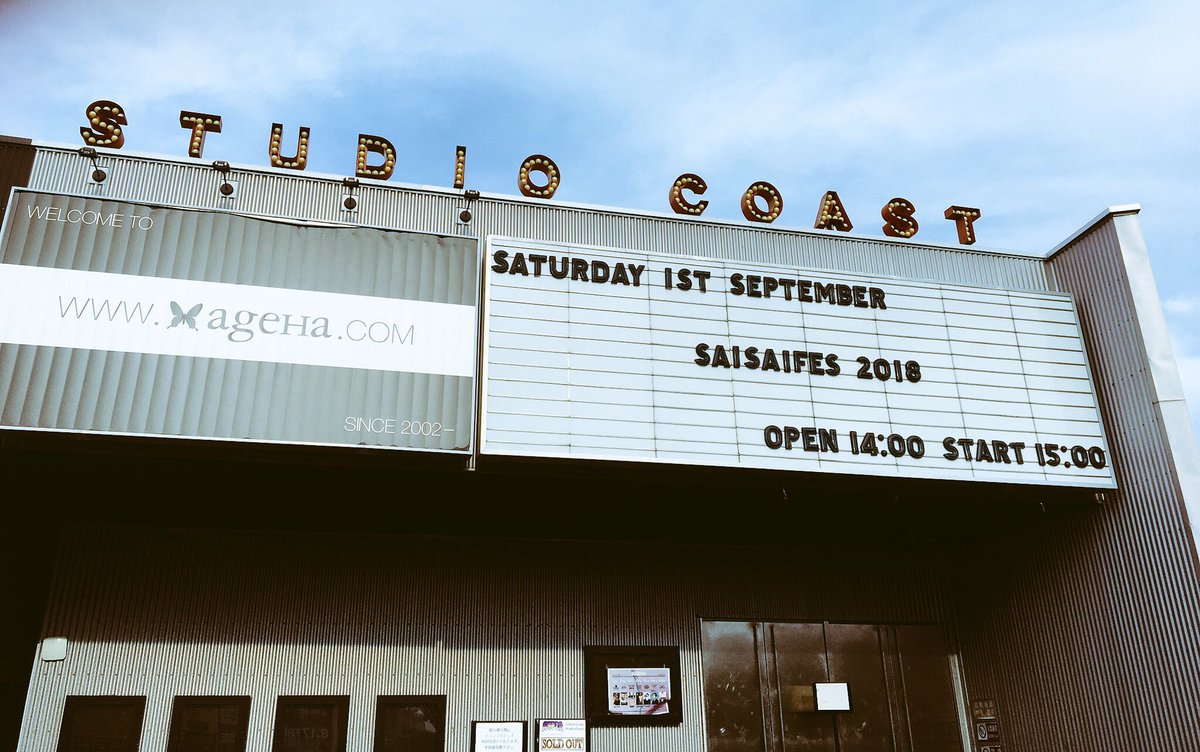 STUDIO COAST
WELCOME TO
WWW.ageHa.COM
SINCE 2002–
SATURDAY 1ST SEPTEMBER
SAISAIFES 2018
OPEN 14:00 START 15:00
SOLD OUT